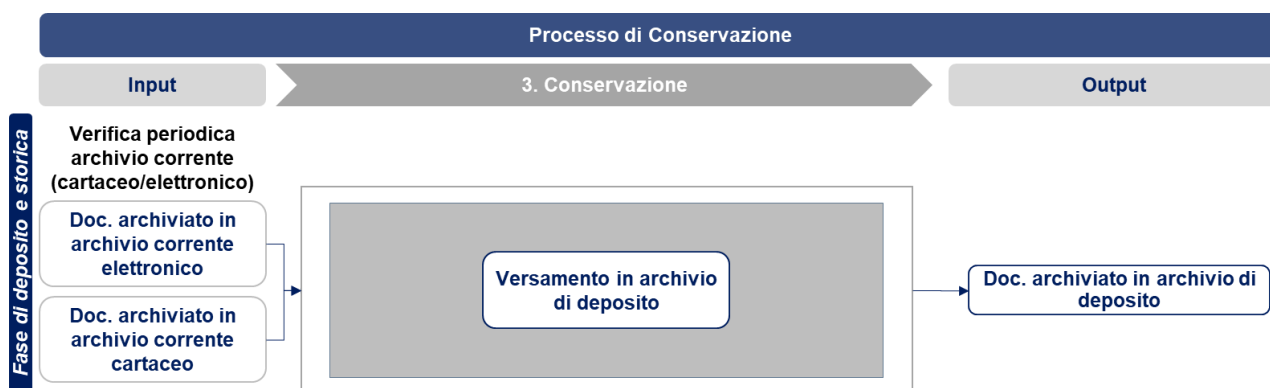 Processo di Conservazione
Input
3. Conservazione
Output
Fase di deposito e storica
Verifica periodica
archivio corrente
(cartaceo/elettronico)
Doc. archiviato in
archivio corrente
elettronico
Doc. archiviato in
archivio corrente
cartaceo
Versamento in archivio
di deposito
Doc. archiviato in archivio di
deposito